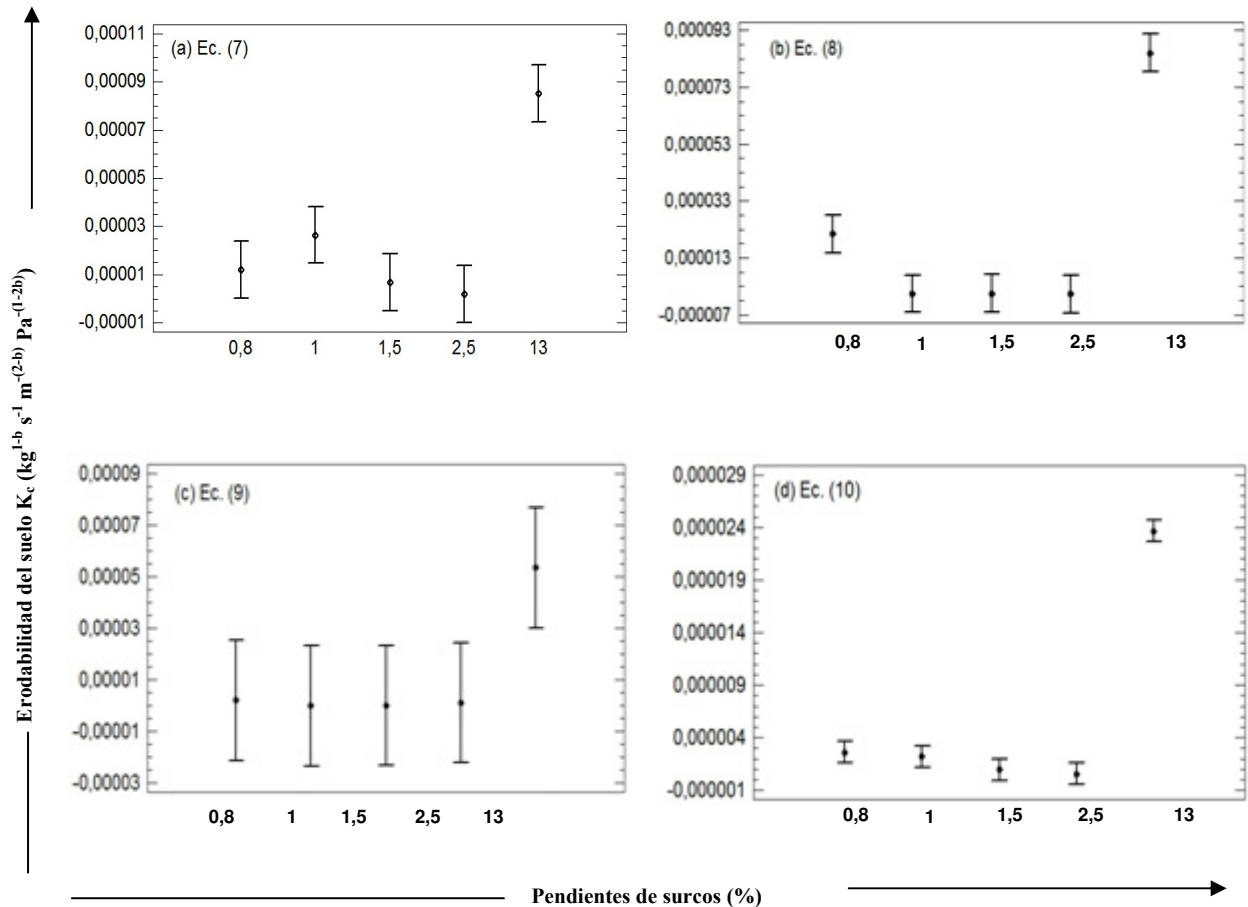 Erodabilidad del suelo Kc (kg1-b s-1 m-(2-b) Pa-(1-2b))
(a) Ec. (7)
0,00011
0,00009
0,00007
0,00005
0,00003
0,00001
-0,00001
0,8 1 1,5 2,5 13
(b) Ec. (8)
0,000093
0,000073
0,000053
0,000033
0,000013
-0,000007
0,8 1 1,5 2,5 13
(c) Ec. (9)
0,00009
0,00007
0,00005
0,00003
0,00001
-0,00001
-0,00003
0,8 1 1,5 2,5 13
(d) Ec. (10)
0,000029
0,000024
0,000019
0,000014
0,000009
0,000004
-0,000001
0,8 1 1,5 2,5 13
Pendientes de surcos (%)